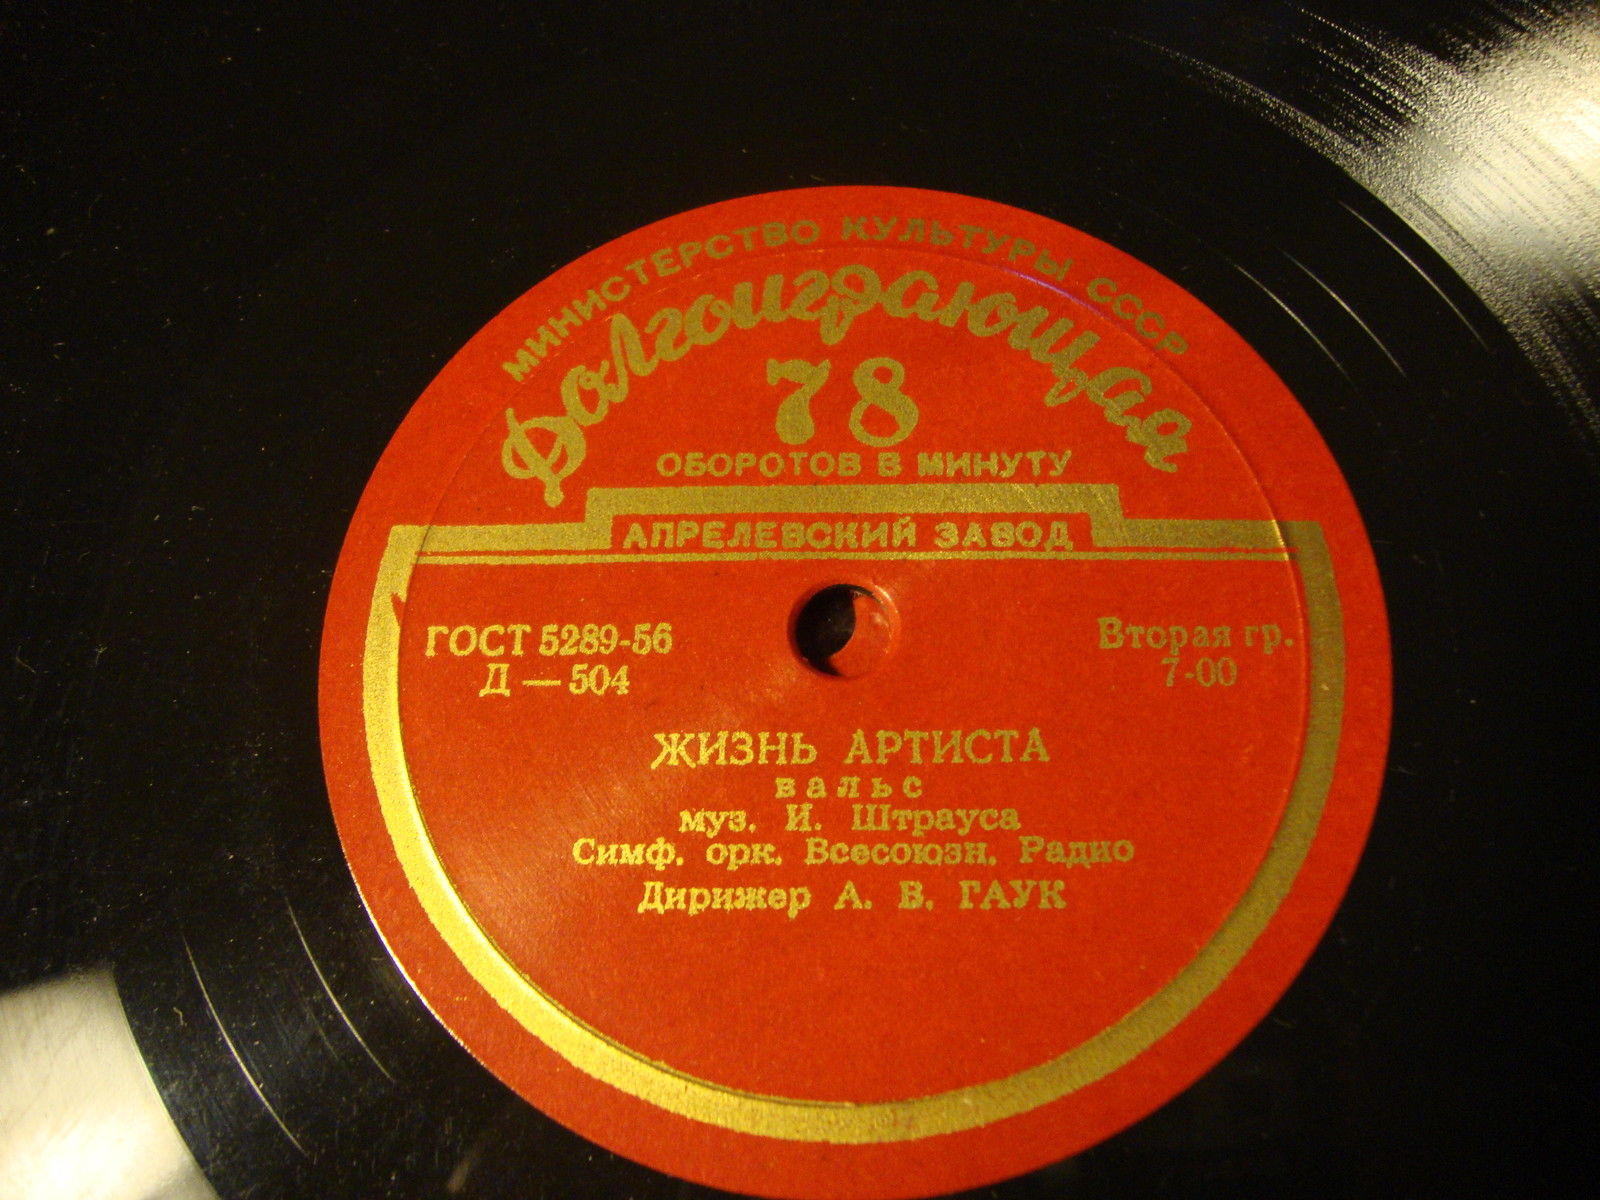 МИНИСТЕРСТВО КУЛЬТУРЫ СССР
Долгоиграющая
78
ОБОРОТОВ В МИНУТУ
АПРЕЛЕВСКИЙ ЗАВОД
ГОСТ 5289-56
Д — 504
Вторая гр.
7-00
ЖИЗНЬ АРТИСТА
вальс
муз. И. Штрауса
Симф. орк. Всесоюзн. Радио
Дирижер А. В. ГАУК